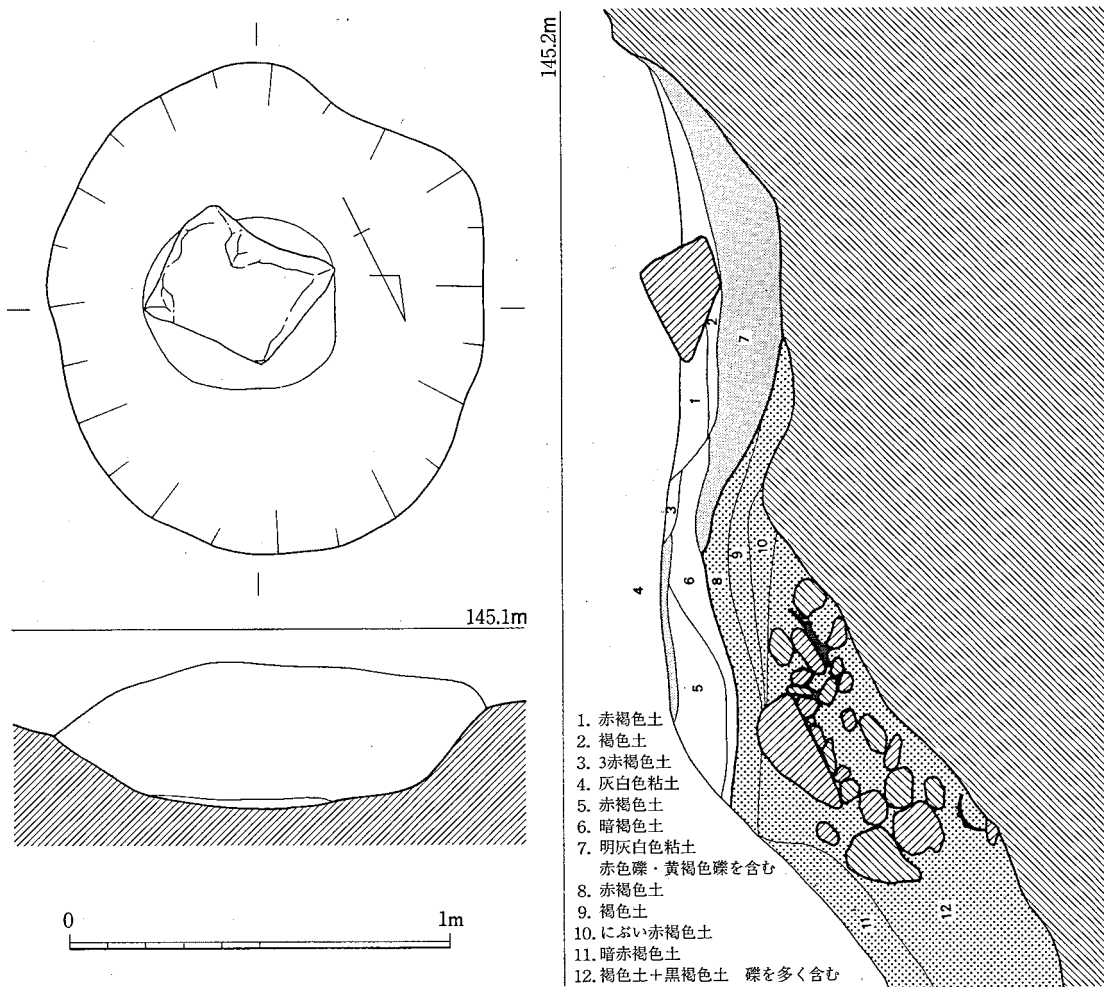 145.2m
2
7
1
3
6
8
9
10
4
5
11
12
145.1m
0 1m
1. 赤褐色土
2. 褐色土
3. 3赤褐色土
4. 灰白色粘土
5. 赤褐色土
6. 暗褐色土
7. 明灰白色粘土
赤色礫・黄褐色礫を含む
8. 赤褐色土
9. 褐色土
10. にぶい赤褐色土
11. 暗赤褐色土
12. 褐色土＋黒褐色土 礫を多く含む